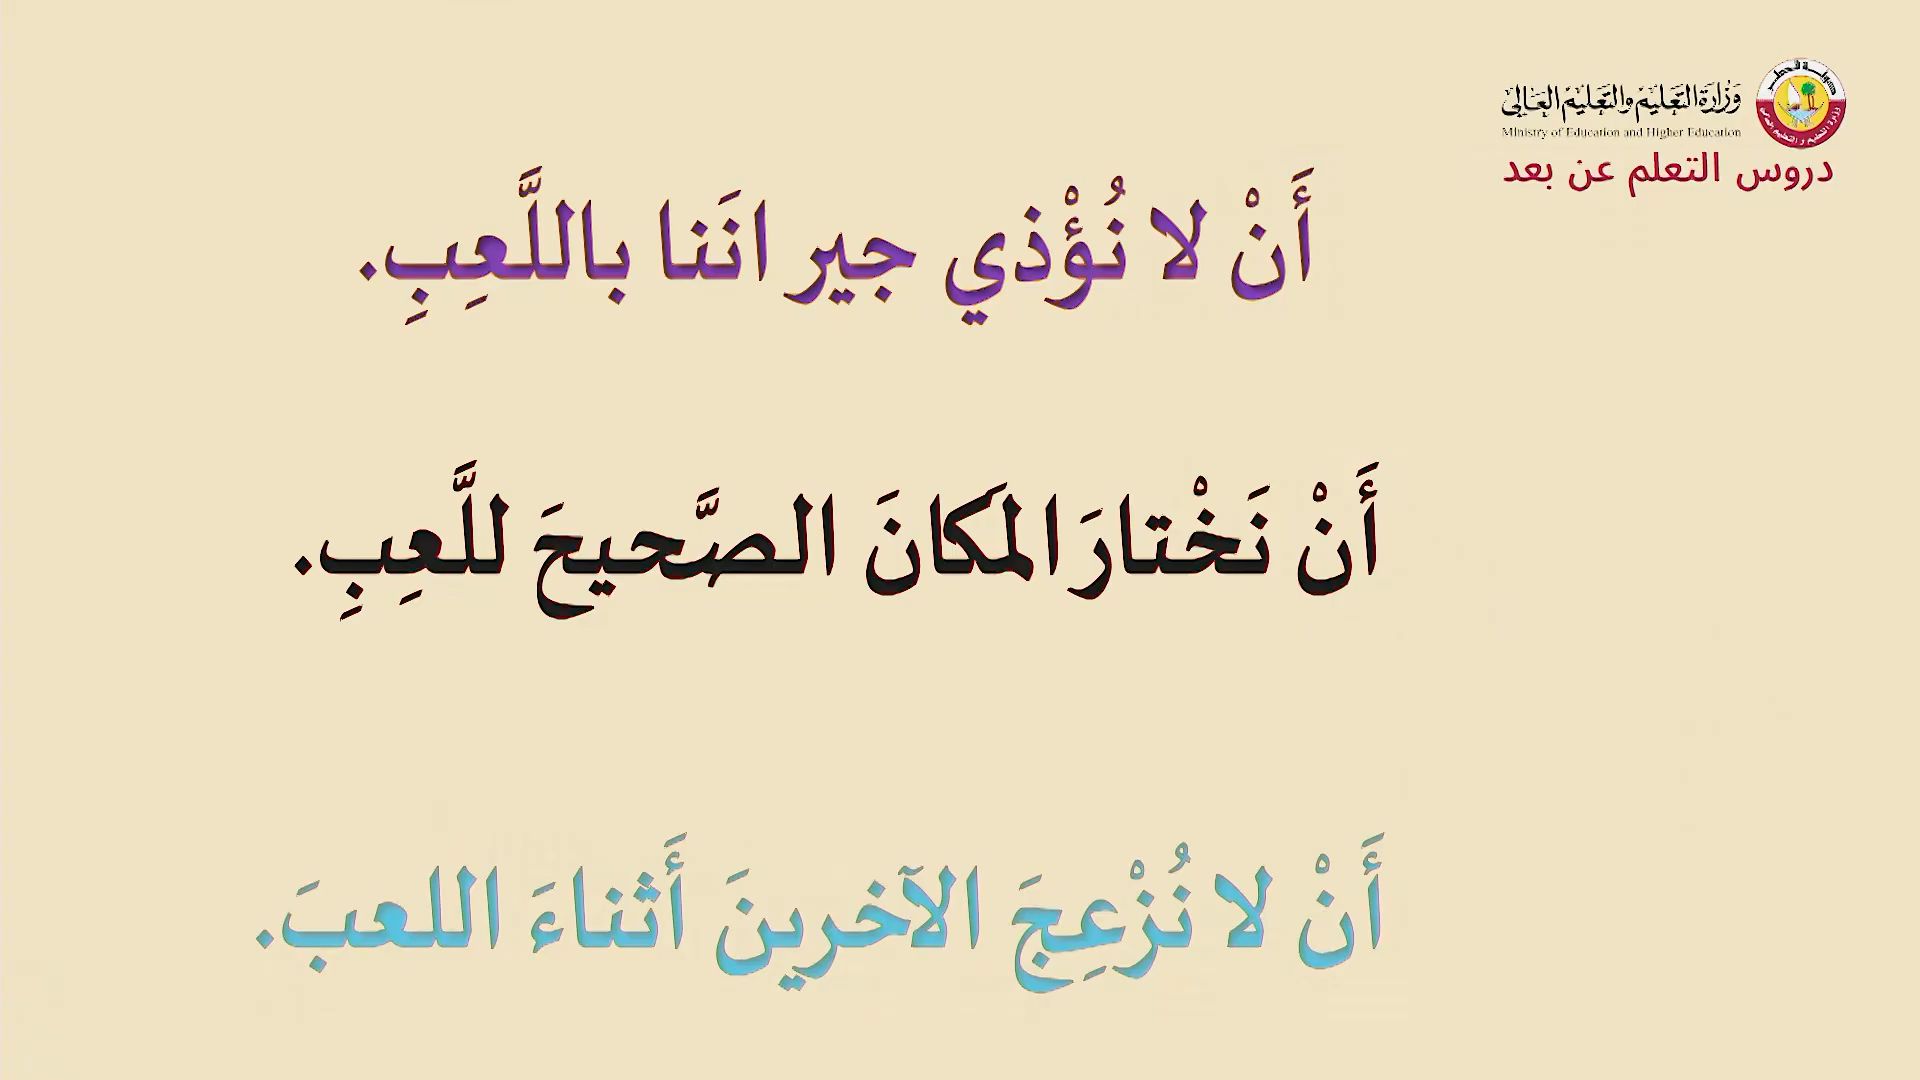 وزارة التعليم والتعليم العالي
Ministry of Education and Higher Education
دروس التعلم عن بعد
أَنْ لا نُؤْذي جيرانَنا باللَّعِبِ.
أَنْ نَخْتارَ المكانَ الصَّحيحَ للَّعِبِ.
أَنْ لا نُزْعِجَ الآخرينَ أَثناءَ اللعبَ.